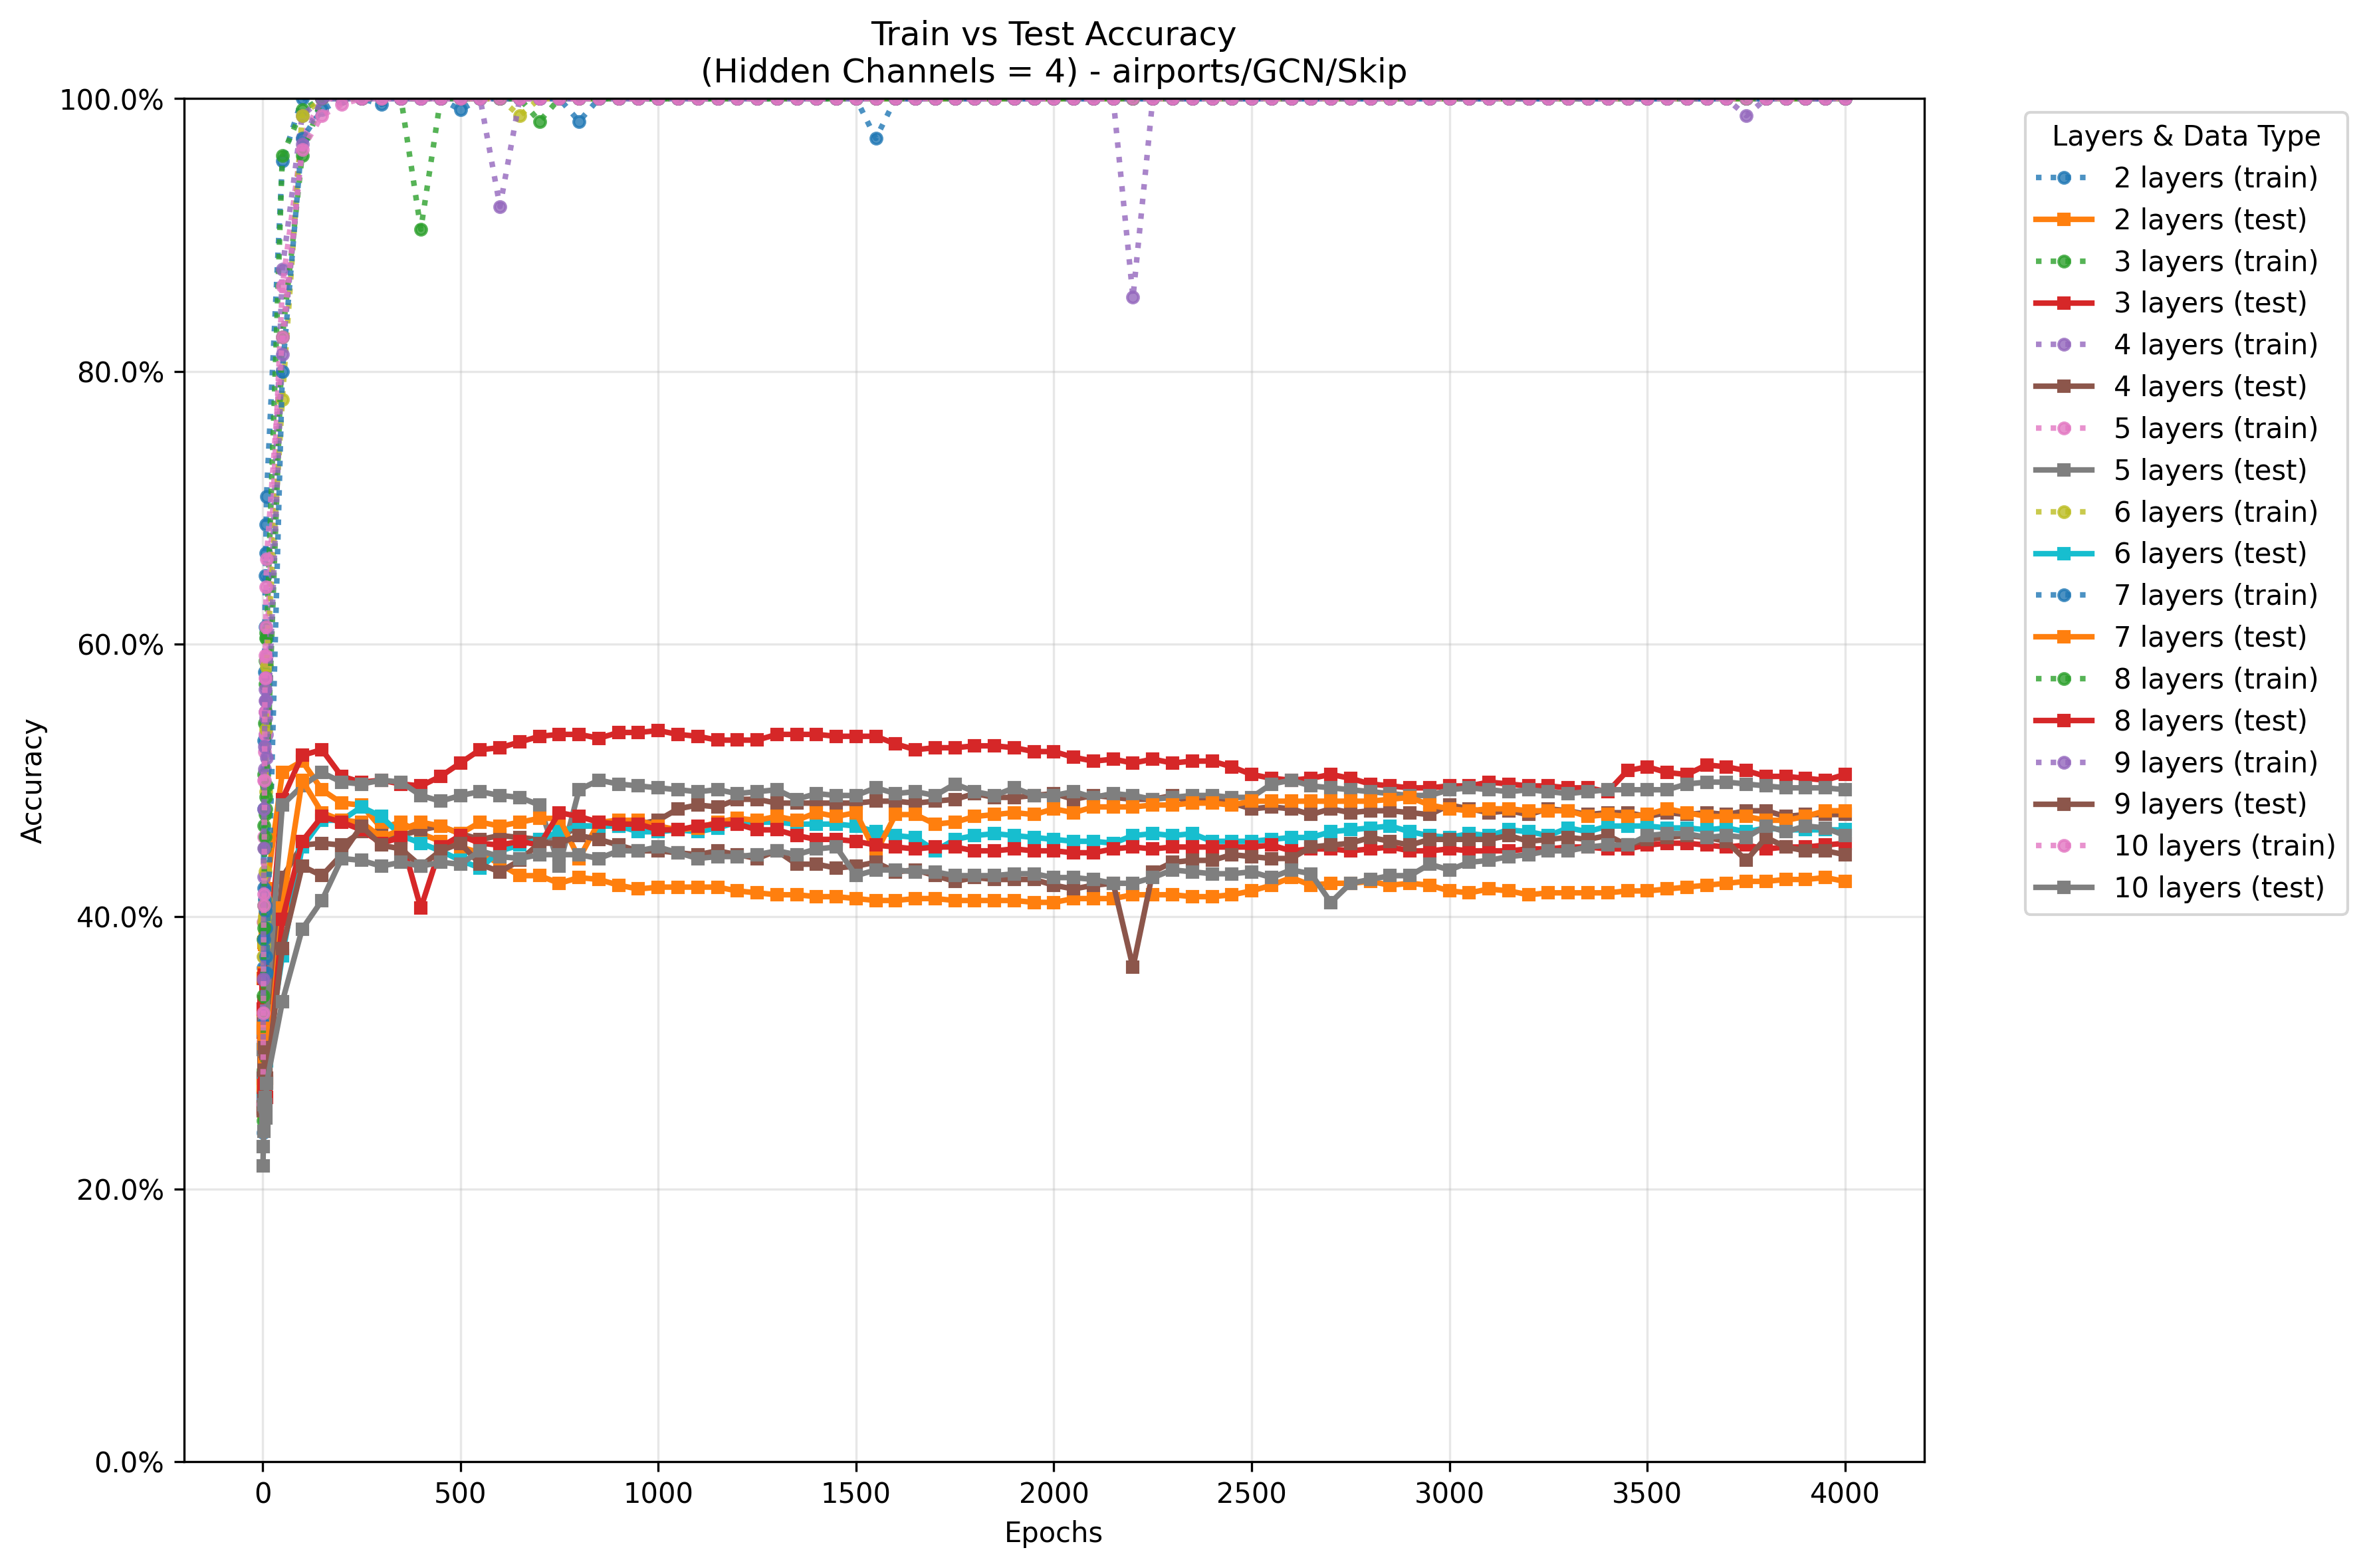 Train vs Test Accuracy
(Hidden Channels = 4) - airports/GCN/Skip
100.0%
80.0%
60.0%
40.0%
20.0%
0.0%
Accuracy
0 500 1000 1500 2000 2500 3000 3500 4000
Epochs
Layers & Data Type
2 layers (train)
2 layers (test)
3 layers (train)
3 layers (test)
4 layers (train)
4 layers (test)
5 layers (train)
5 layers (test)
6 layers (train)
6 layers (test)
7 layers (train)
7 layers (test)
8 layers (train)
8 layers (test)
9 layers (train)
9 layers (test)
10 layers (train)
10 layers (test)